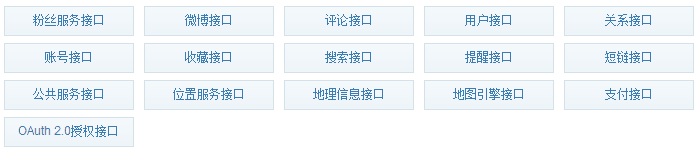 粉丝服务接口 微博接口 评论接口 用户接口 关系接口
账号接口 收藏接口 搜索接口 提醒接口 短链接口
公共服务接口 位置服务接口 地理信息接口 地图引擎接口 支付接口
OAuth 2.0授权接口